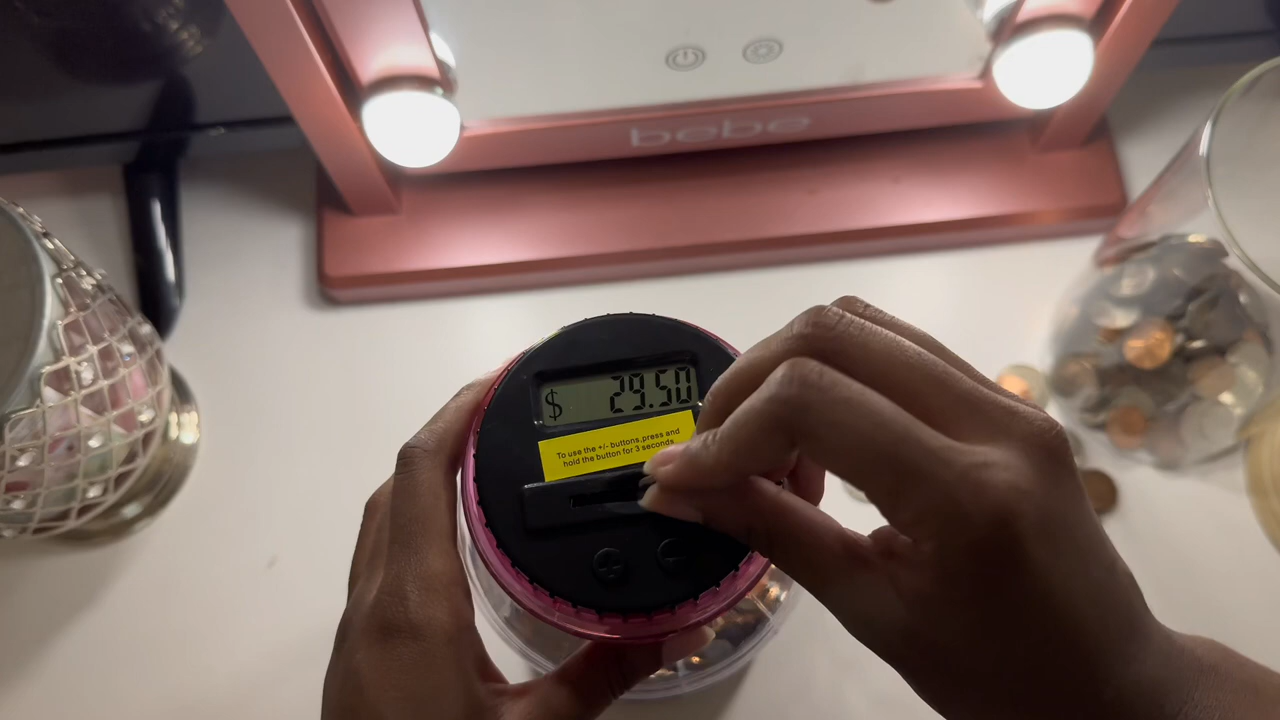 bebe
$ 29.50
To use the +/- buttons,press and
hold the button for 3 seconds